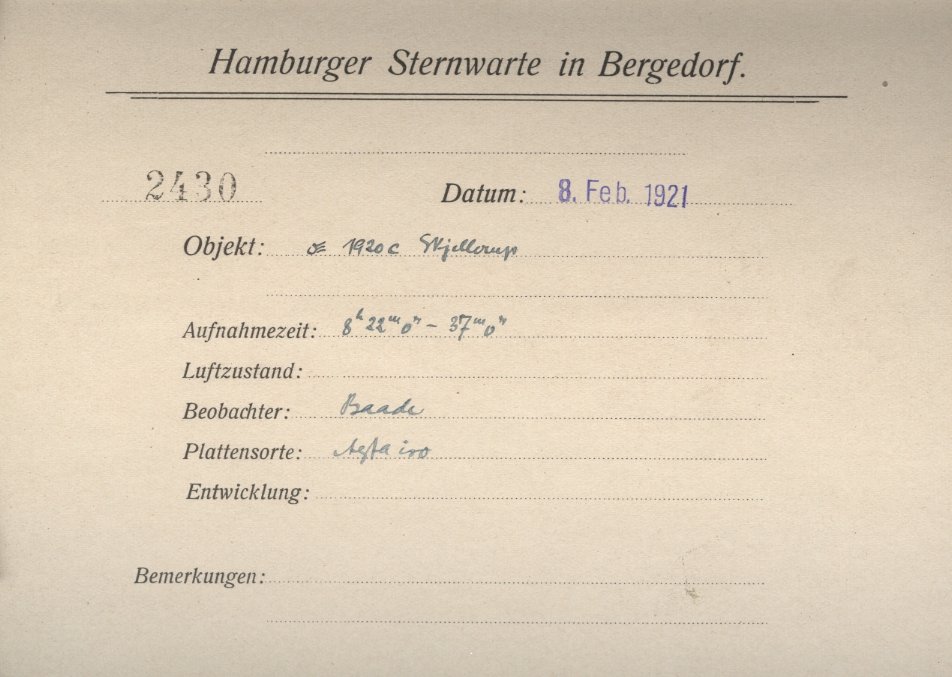 Hamburger Sternwarte in Bergedorf.
2430 Datum: 8. Feb. 1921
Objekt: ☄ 1920c Skjellerup
Aufnahmezeit: 8ʰ 22ᵐ 0ˢ – 37ᵐ 0ˢ
Luftzustand:
Beobachter: Baade
Plattensorte: Agfa iso
Entwicklung:
Bemerkungen: